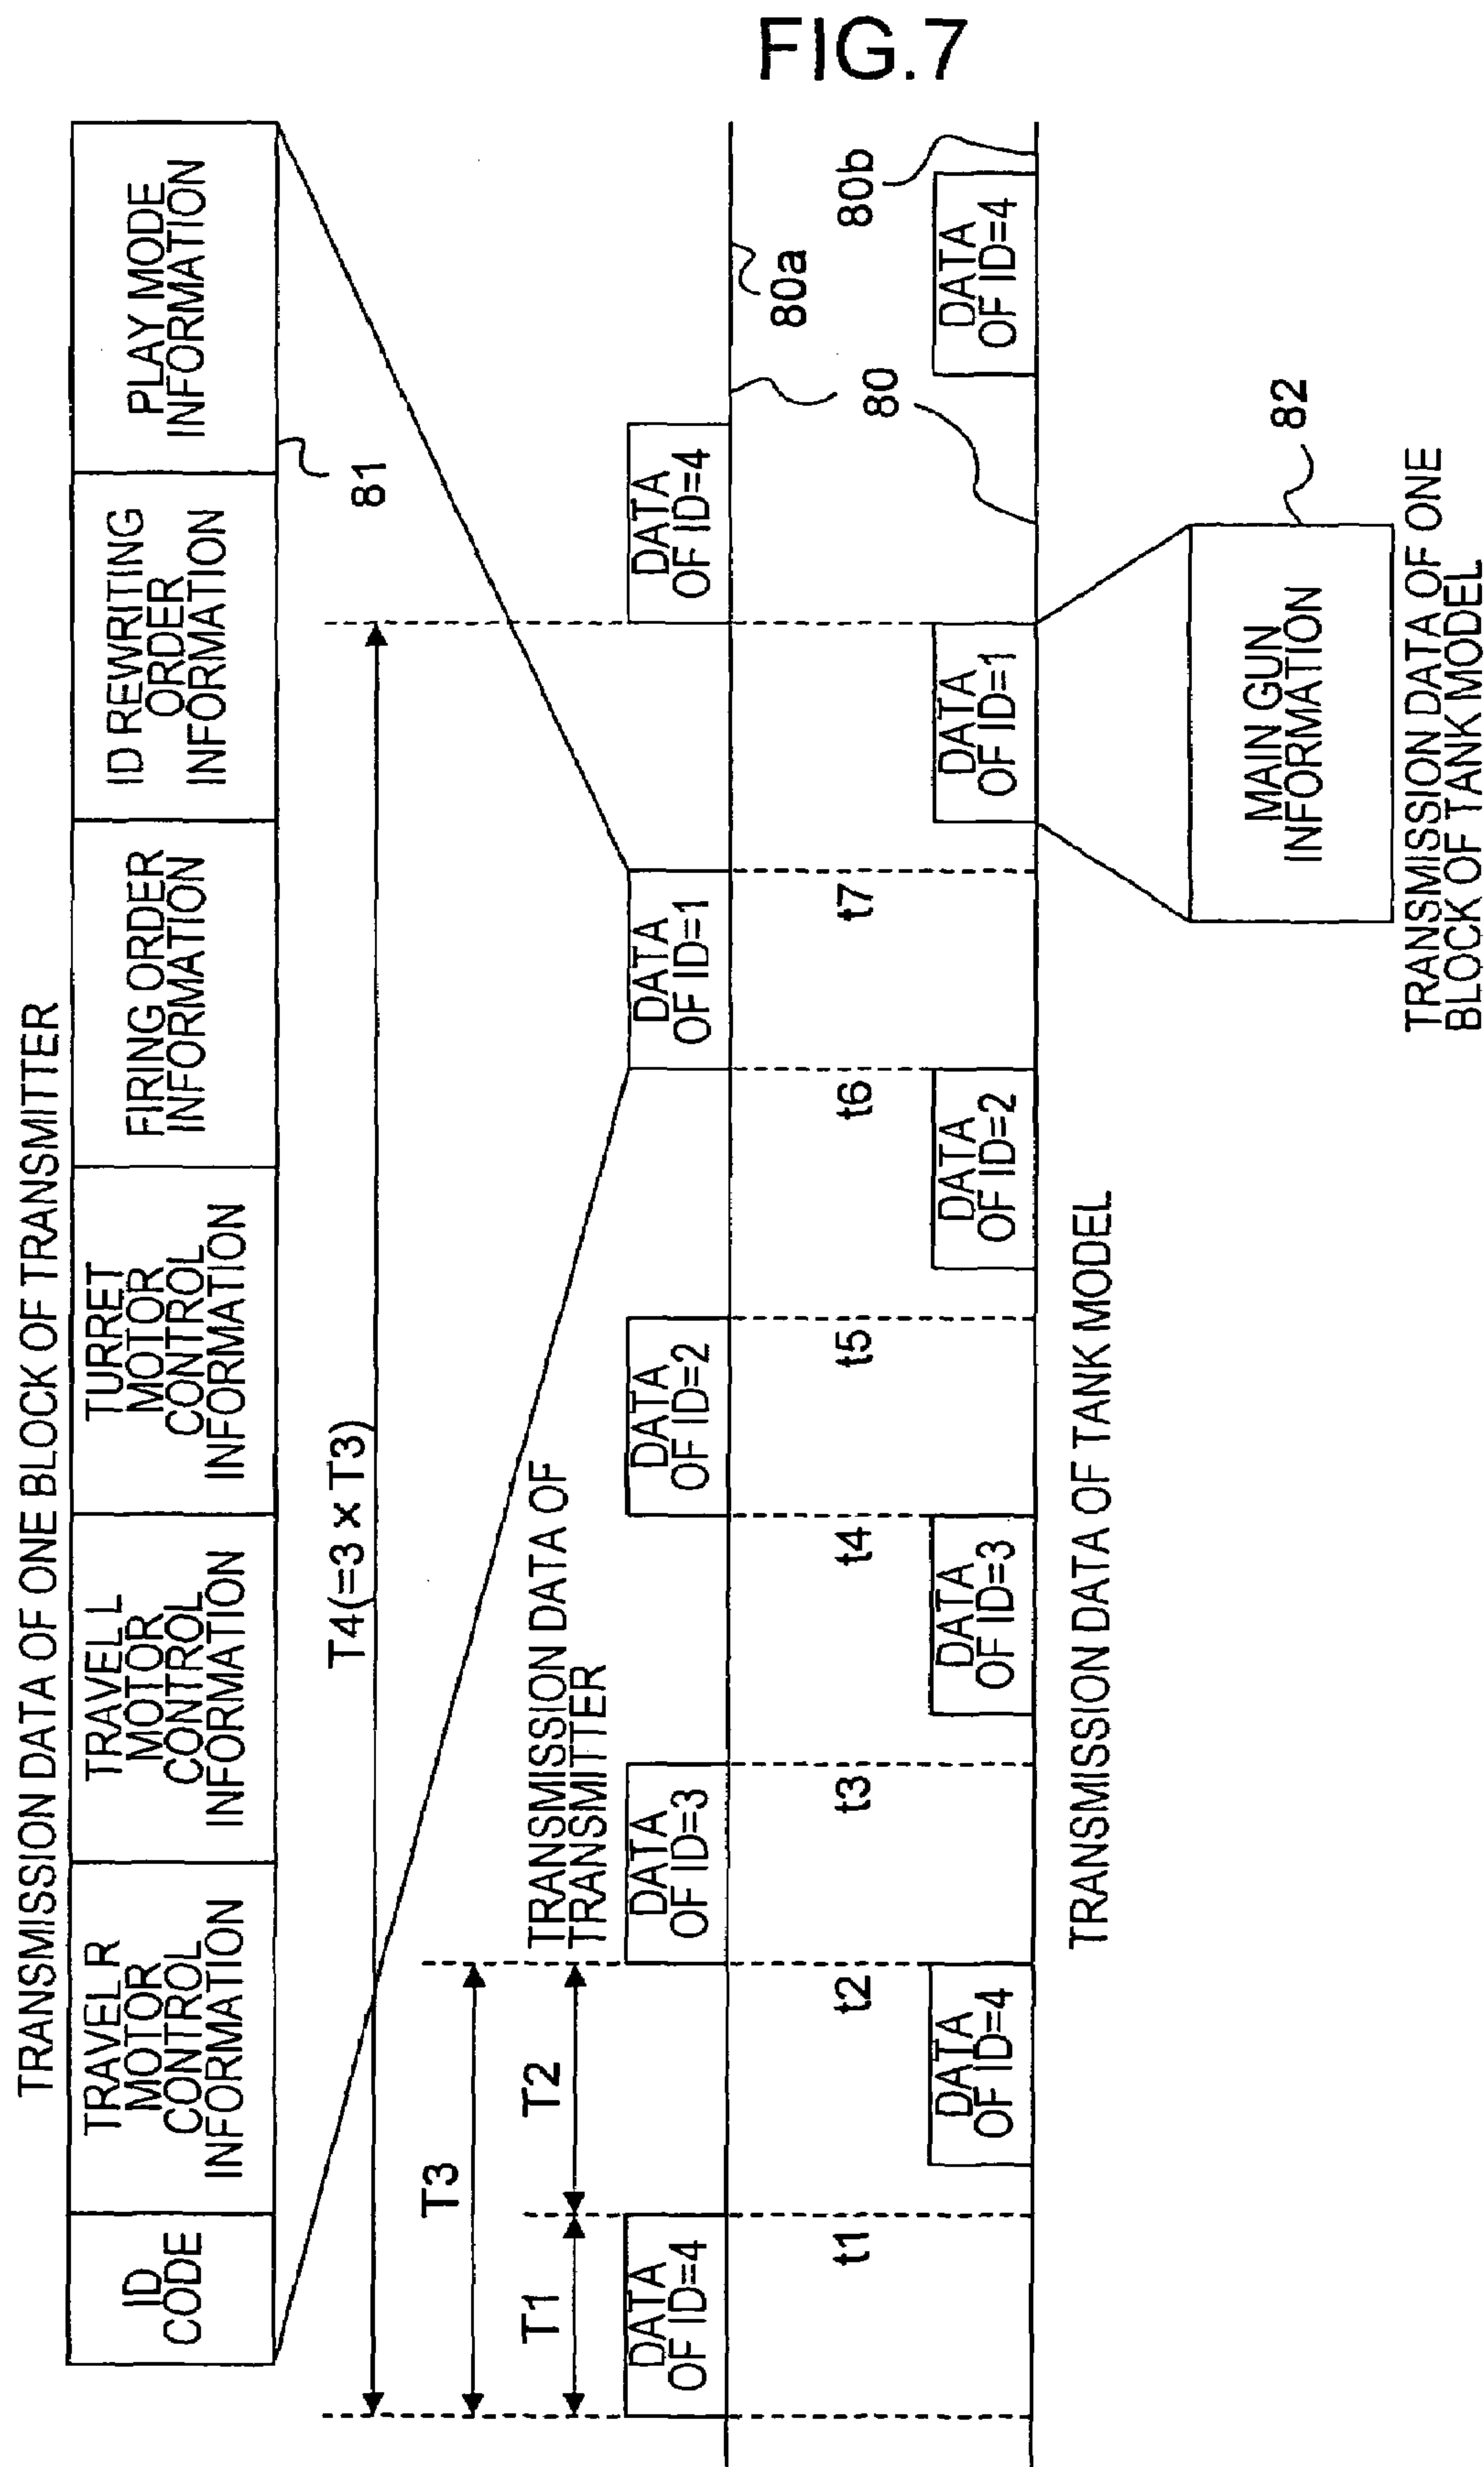 FIG.7
TRANSMISSION DATA OF ONE BLOCK OF TRANSMITTER
ID
CODE
TRAVEL R
MOTOR
CONTROL
INFORMATION
TRAVEL L
MOTOR
CONTROL
INFORMATION
TURRET
MOTOR
CONTROL
INFORMATION
FIRING ORDER
INFORMATION
ID REWRITING
ORDER
INFORMATION
PLAY MODE
INFORMATION
81
T4(=3 x T3)
T3
T1
T2
TRANSMISSION DATA OF
TRANSMITTER
DATA
OF ID=4
DATA
OF ID=3
DATA
OF ID=2
DATA
OF ID=1
DATA
OF ID=4
80a
80
80b
t1
t2
t3
t4
t5
t6
t7
DATA
OF ID=4
DATA
OF ID=3
DATA
OF ID=2
DATA
OF ID=1
DATA
OF ID=4
TRANSMISSION DATA OF TANK MODEL
MAIN GUN
INFORMATION
82
TRANSMISSION DATA OF ONE
BLOCK OF TANK MODEL